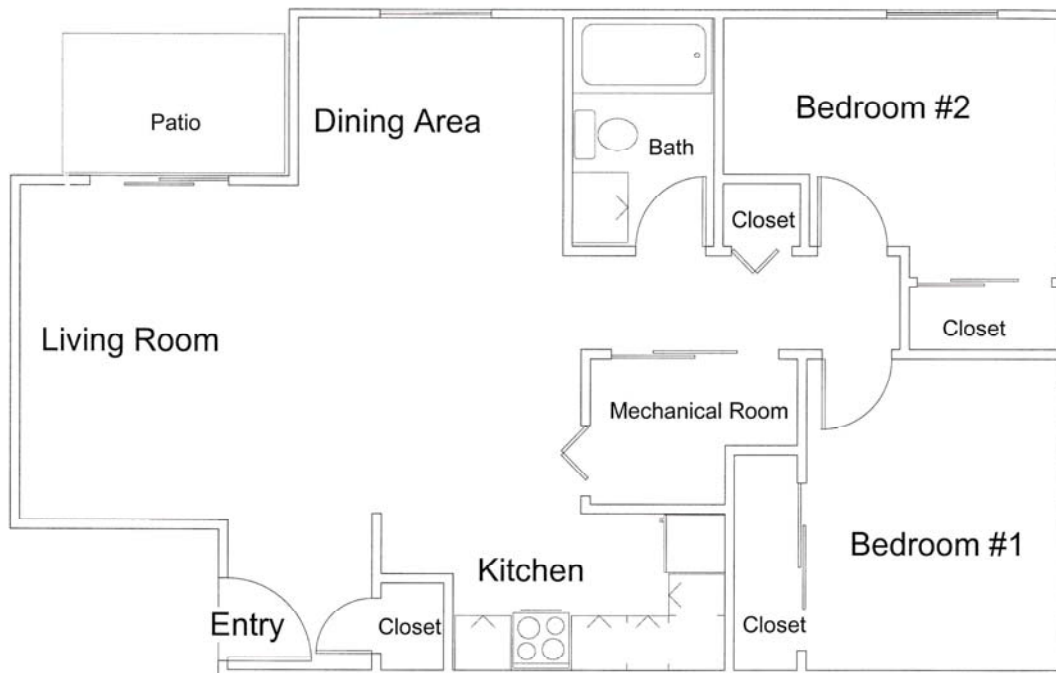 Patio
Dining Area
Bath
Bedroom #2
Closet
Living Room
Closet
Mechanical Room
Kitchen
Bedroom #1
Entry
Closet
Closet